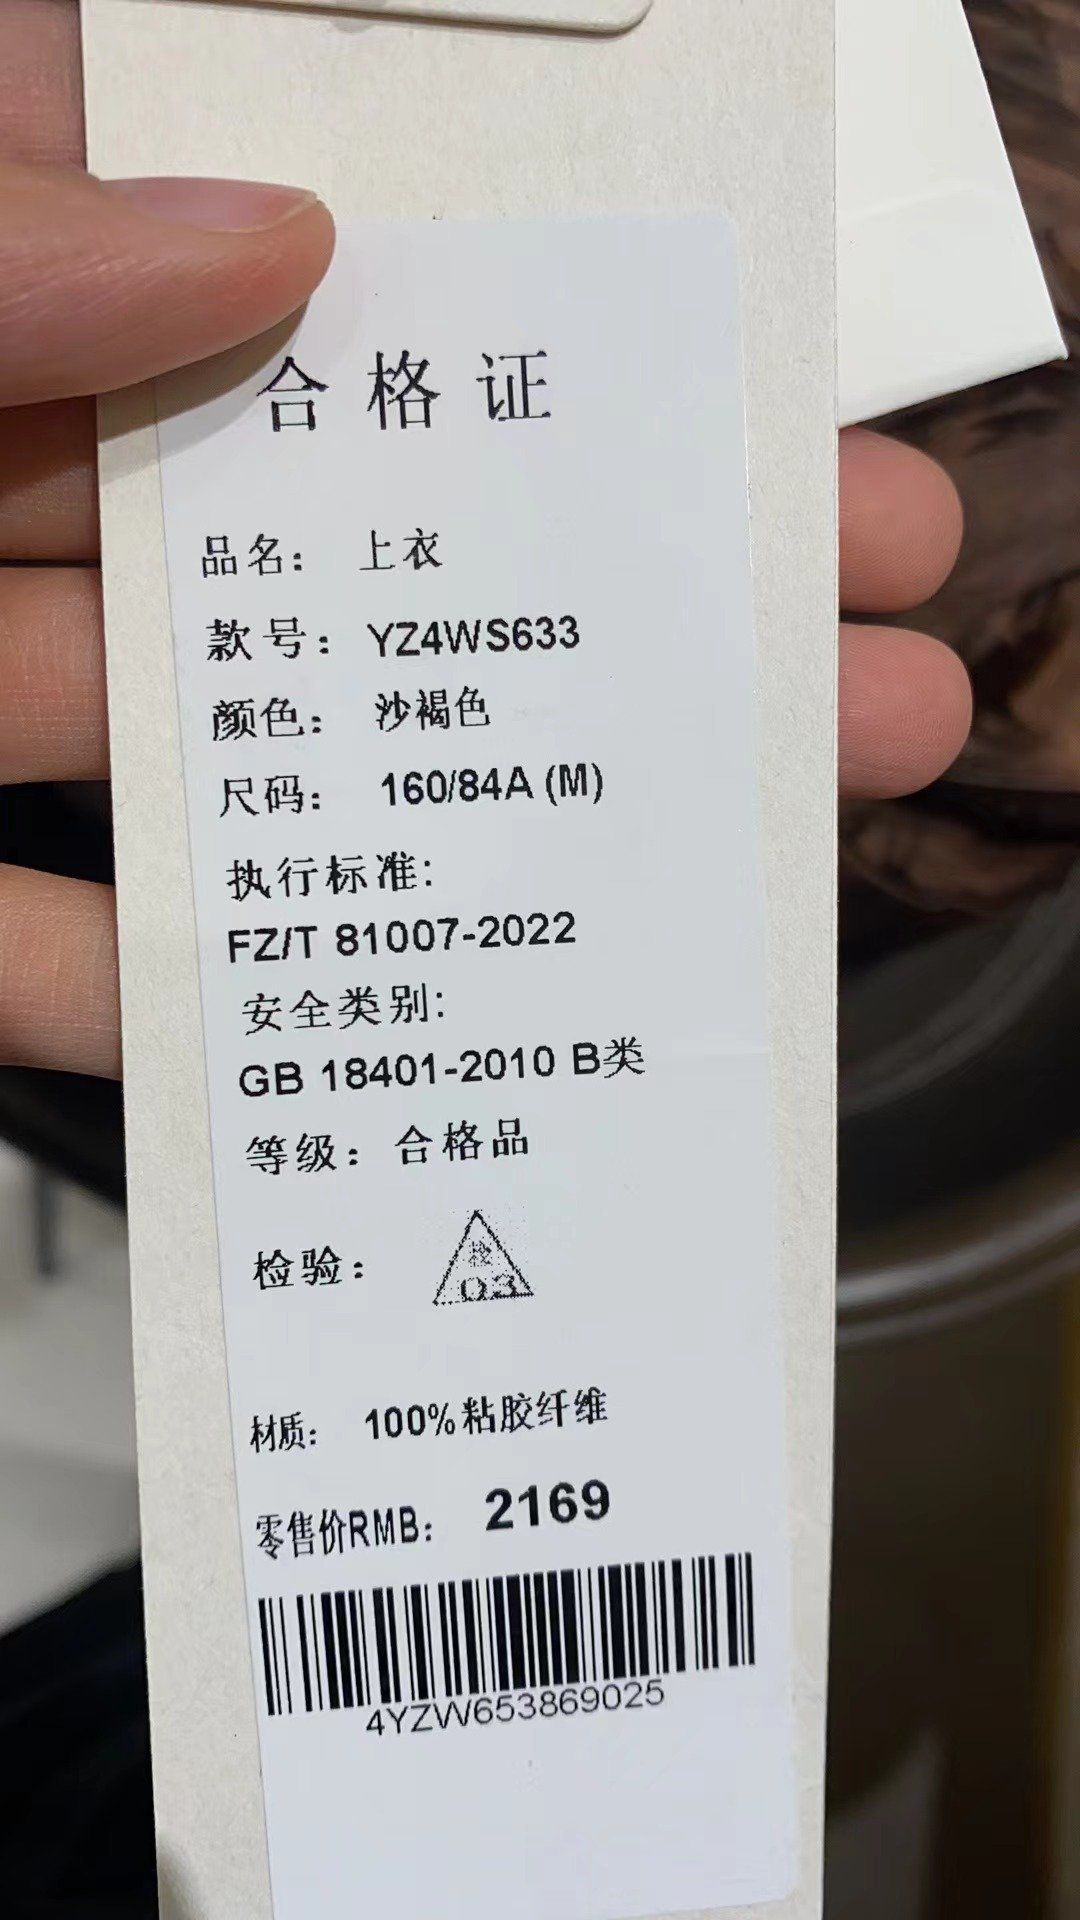 合格证
品名： 上衣
款号： YZ4WS633
颜色： 沙褐色
尺码： 160/84A (M)
执行标准:
FZ/T 81007-2022
安全类别:
GB 18401-2010 B类
等级： 合格品
检验：
检
03
材质： 100%粘胶纤维
零售价RMB： 2169
4YZW653869025